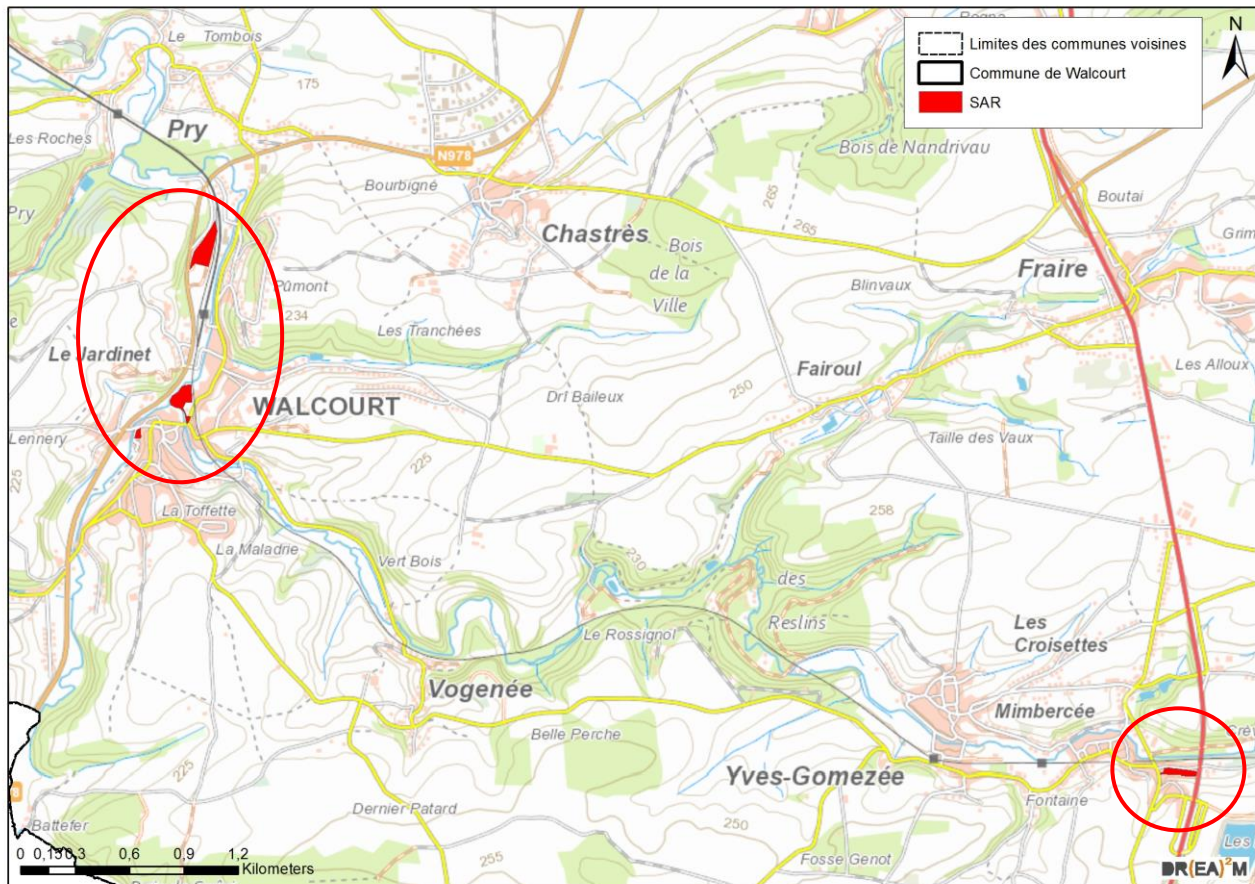 Le Tombois
Limites des communes voisines
Commune de Walcourt
SAR
N
175
Les Roches
Pry
N978
Bois de Nandrivau
Bourbigné
265
Boutai
Pry
Chastrès
265
Bois
de la
Ville
Fraire
Grim
Blinvaux
Pûmont
234
Les Tranchées
Le Jardinet
Fairoul
Les Alloux
250
Drl Baileux
WALCOURT
Lennery
225
225
Taille des Vaux
La Toffette
258
La Maladrie
Vert Bois
230
des
Reslins
Le Rossignol
Les
Croisettes
Vogenée
Mimbercée
Belle Perche
225
Yves-Gomezée
Dernier Patard
Fontaine
250
Battefer
Fosse Genot
Les
255
0 0,15 0,3 0,6 0,9 1,2
Kilometers
DR(EA)²M